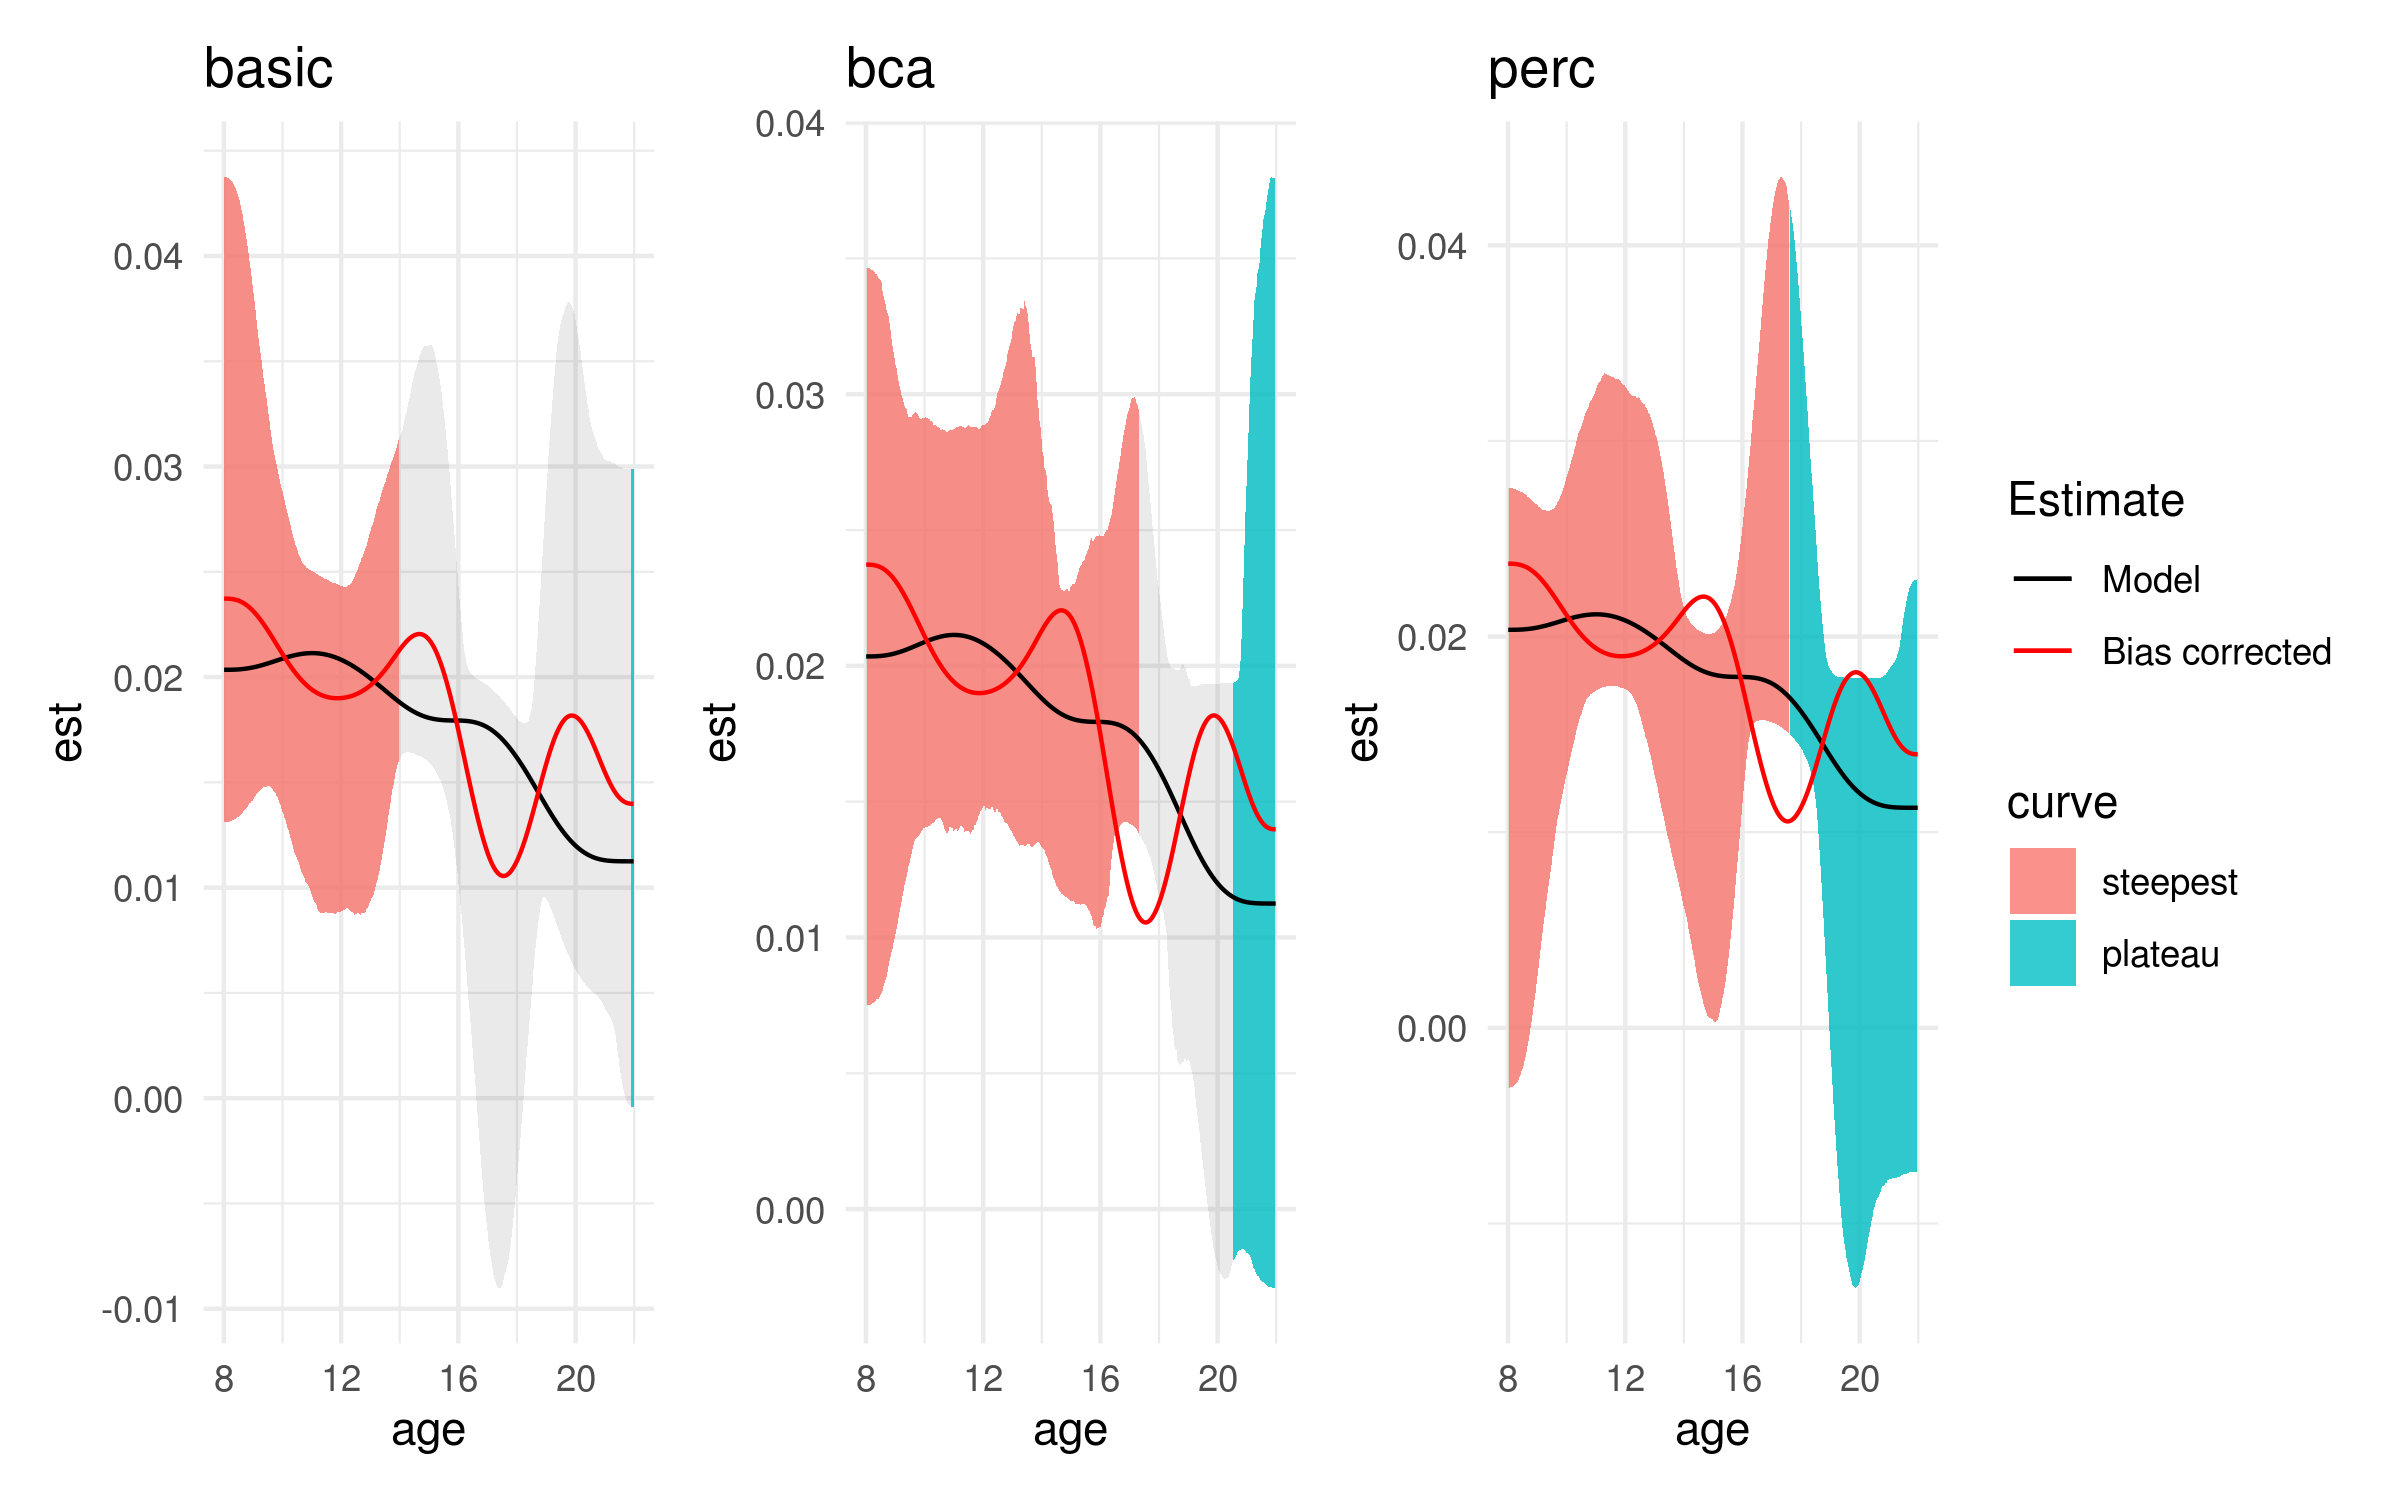 basic
bca
perc
0.04
0.03
0.02
0.01
0.00
-0.01
est
8 12 16 20
age
0.04
0.03
0.02
0.01
0.00
est
8 12 16 20
age
0.04
0.02
0.00
est
8 12 16 20
age
Estimate
Model
Bias corrected
curve
steepest
plateau